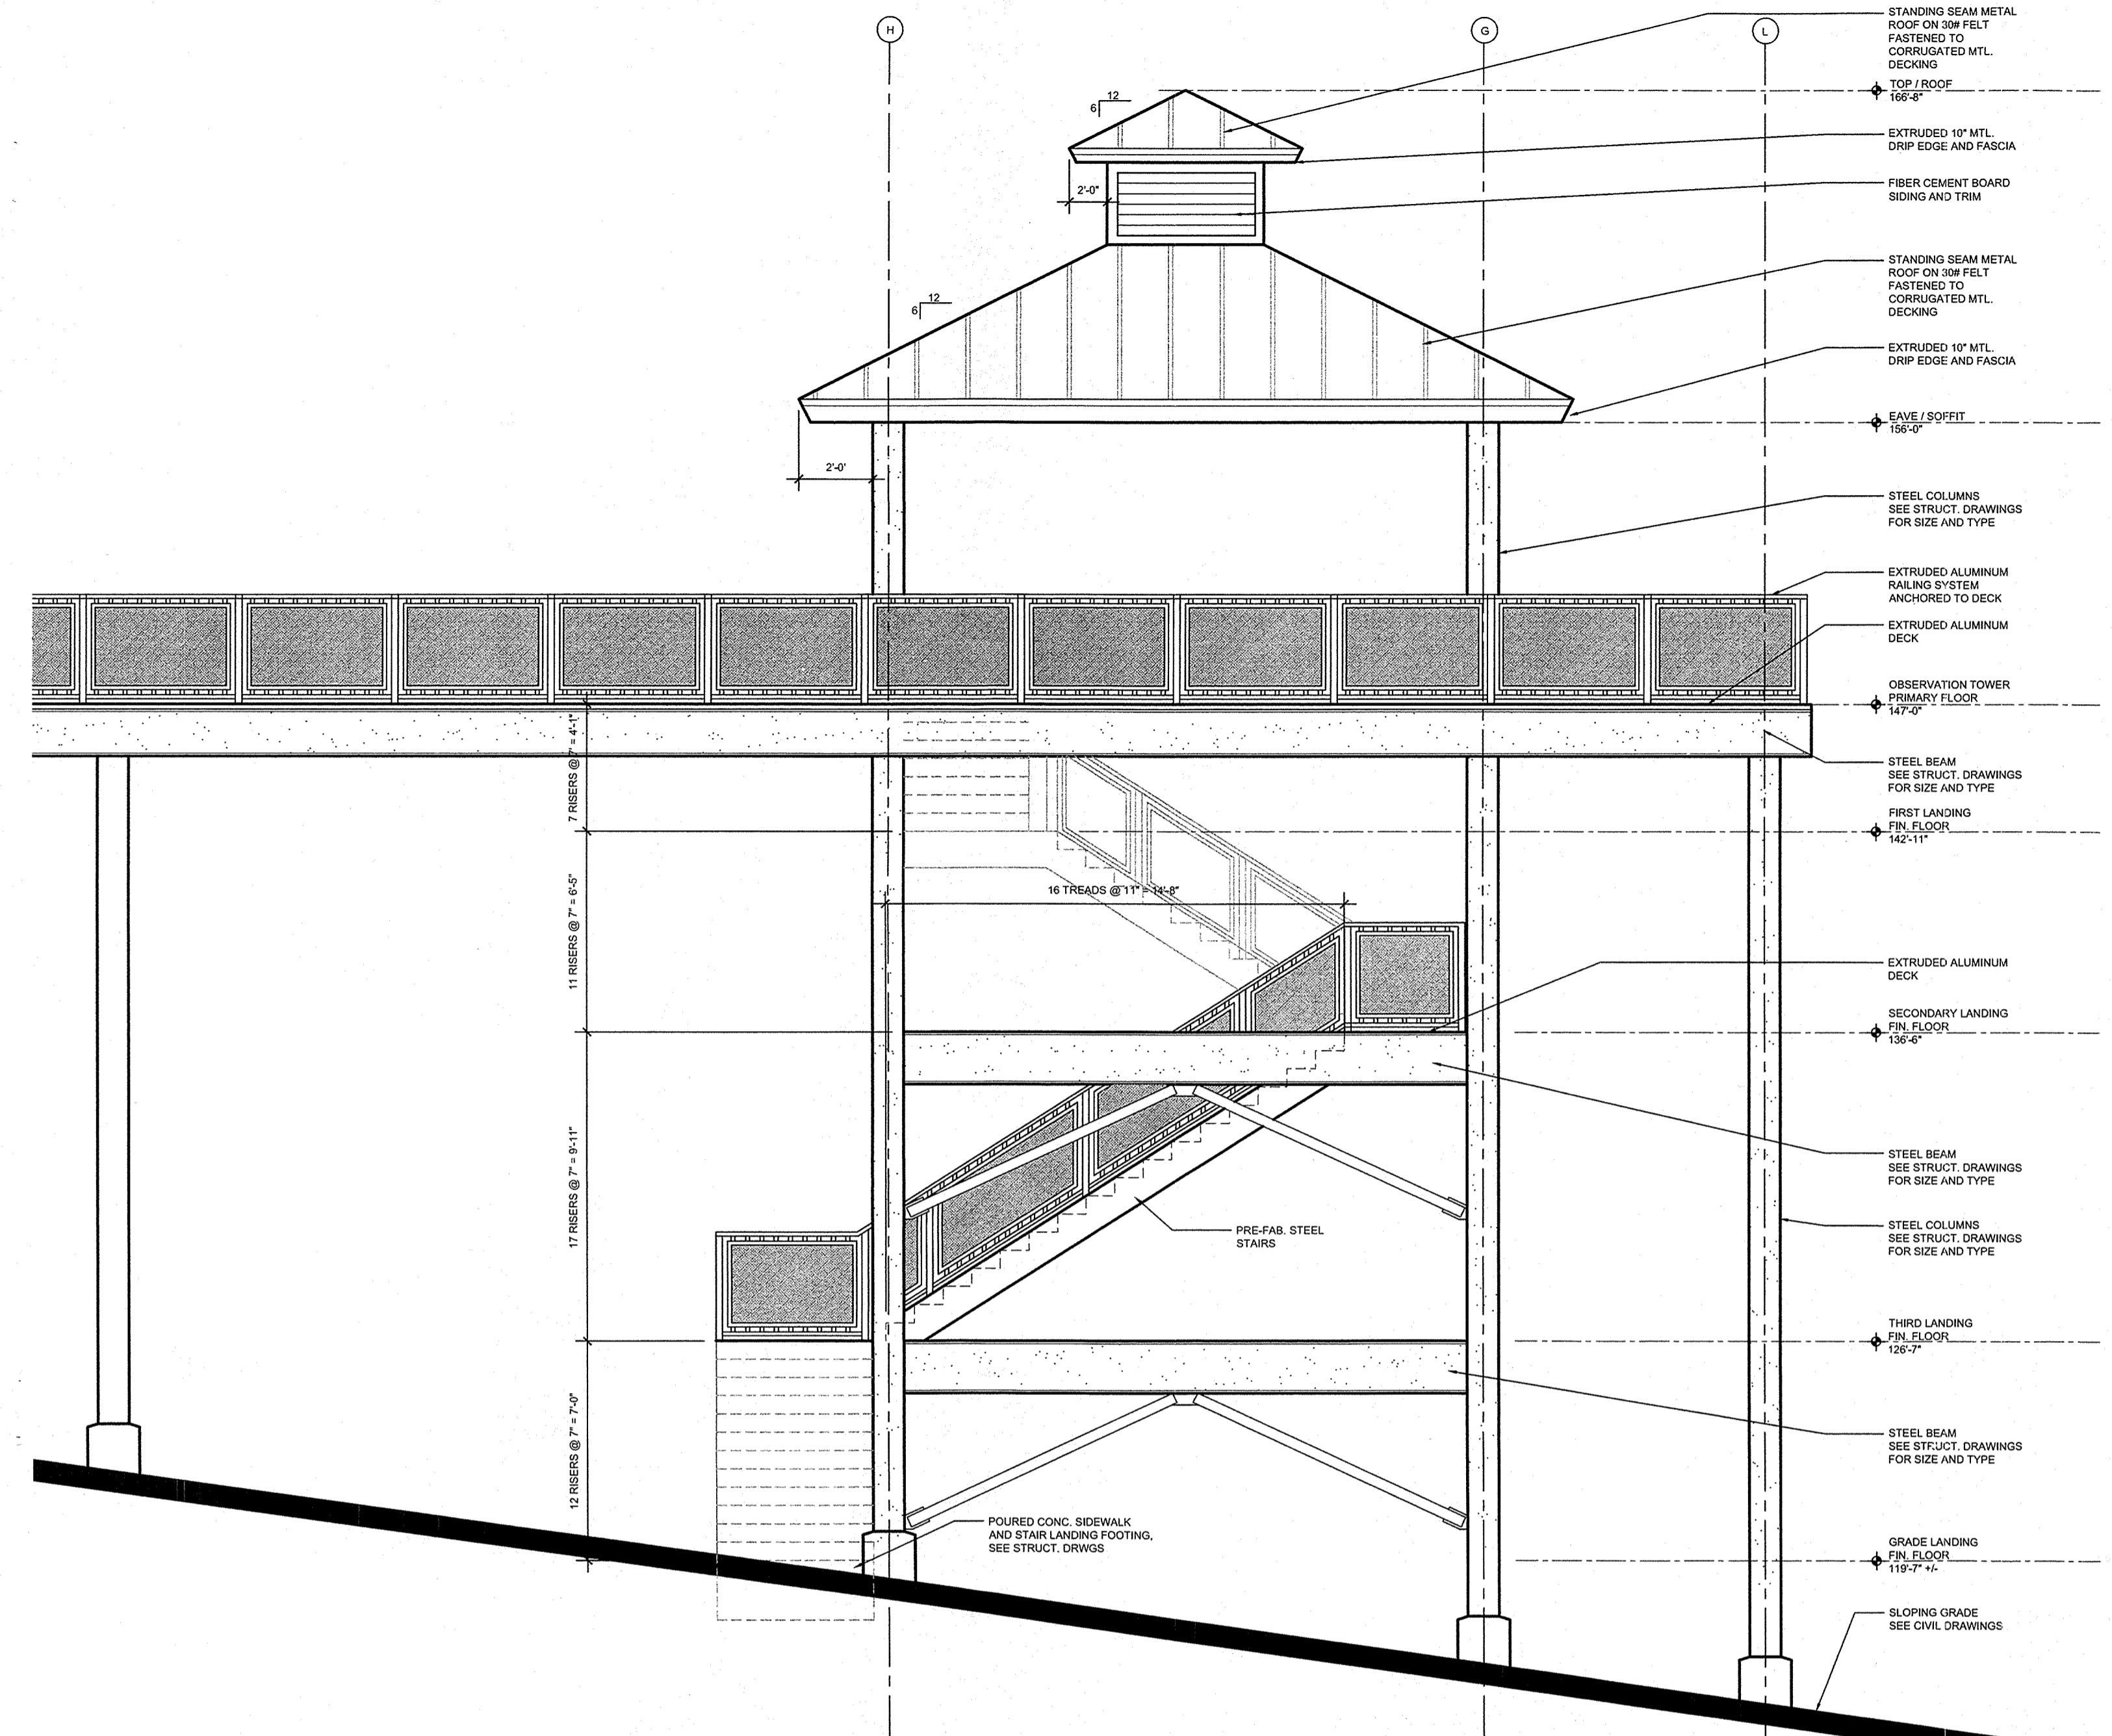 H
G
L
STANDING SEAM METAL
ROOF ON 30# FELT
FASTENED TO
CORRUGATED MTL.
DECKING
TOP / ROOF
166'-8"
12
6
EXTRUDED 10" MTL.
DRIP EDGE AND FASCIA
2'-0"
FIBER CEMENT BOARD
SIDING AND TRIM
STANDING SEAM METAL
ROOF ON 30# FELT
FASTENED TO
CORRUGATED MTL.
DECKING
12
6
EXTRUDED 10" MTL.
DRIP EDGE AND FASCIA
EAVE / SOFFIT
156'-0"
2'-0'
STEEL COLUMNS
SEE STRUCT. DRAWINGS
FOR SIZE AND TYPE
EXTRUDED ALUMINUM
RAILING SYSTEM
ANCHORED TO DECK
EXTRUDED ALUMINUM
DECK
OBSERVATION TOWER
PRIMARY FLOOR
147'-0"
7 RISERS @ 7' = 4'-1"
STEEL BEAM
SEE STRUCT. DRAWINGS
FOR SIZE AND TYPE
FIRST LANDING
FIN. FLOOR
142'-11"
11 RISERS @ 7" = 6'-5"
16 TREADS @ 11" = 14'-8"
EXTRUDED ALUMINUM
DECK
SECONDARY LANDING
FIN. FLOOR
136'-6"
17 RISERS @ 7" = 9'-11"
STEEL BEAM
SEE STRUCT. DRAWINGS
FOR SIZE AND TYPE
PRE-FAB. STEEL
STAIRS
STEEL COLUMNS
SEE STRUCT. DRAWINGS
FOR SIZE AND TYPE
THIRD LANDING
FIN. FLOOR
126'-7"
12 RISERS @ 7" = 7'-0"
STEEL BEAM
SEE STRUCT. DRAWINGS
FOR SIZE AND TYPE
POURED CONC. SIDEWALK
AND STAIR LANDING FOOTING,
SEE STRUCT. DRWGS
GRADE LANDING
FIN. FLOOR
119'-7" +/-
SLOPING GRADE
SEE CIVIL DRAWINGS